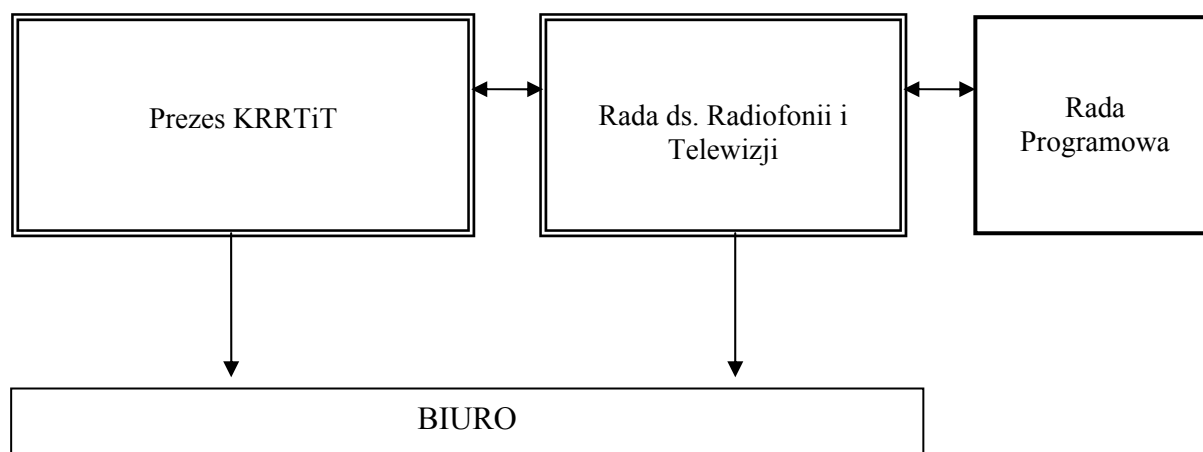 Prezes KRRTiT
Rada ds. Radiofonii i
Telewizji
Rada
Programowa
BIURO